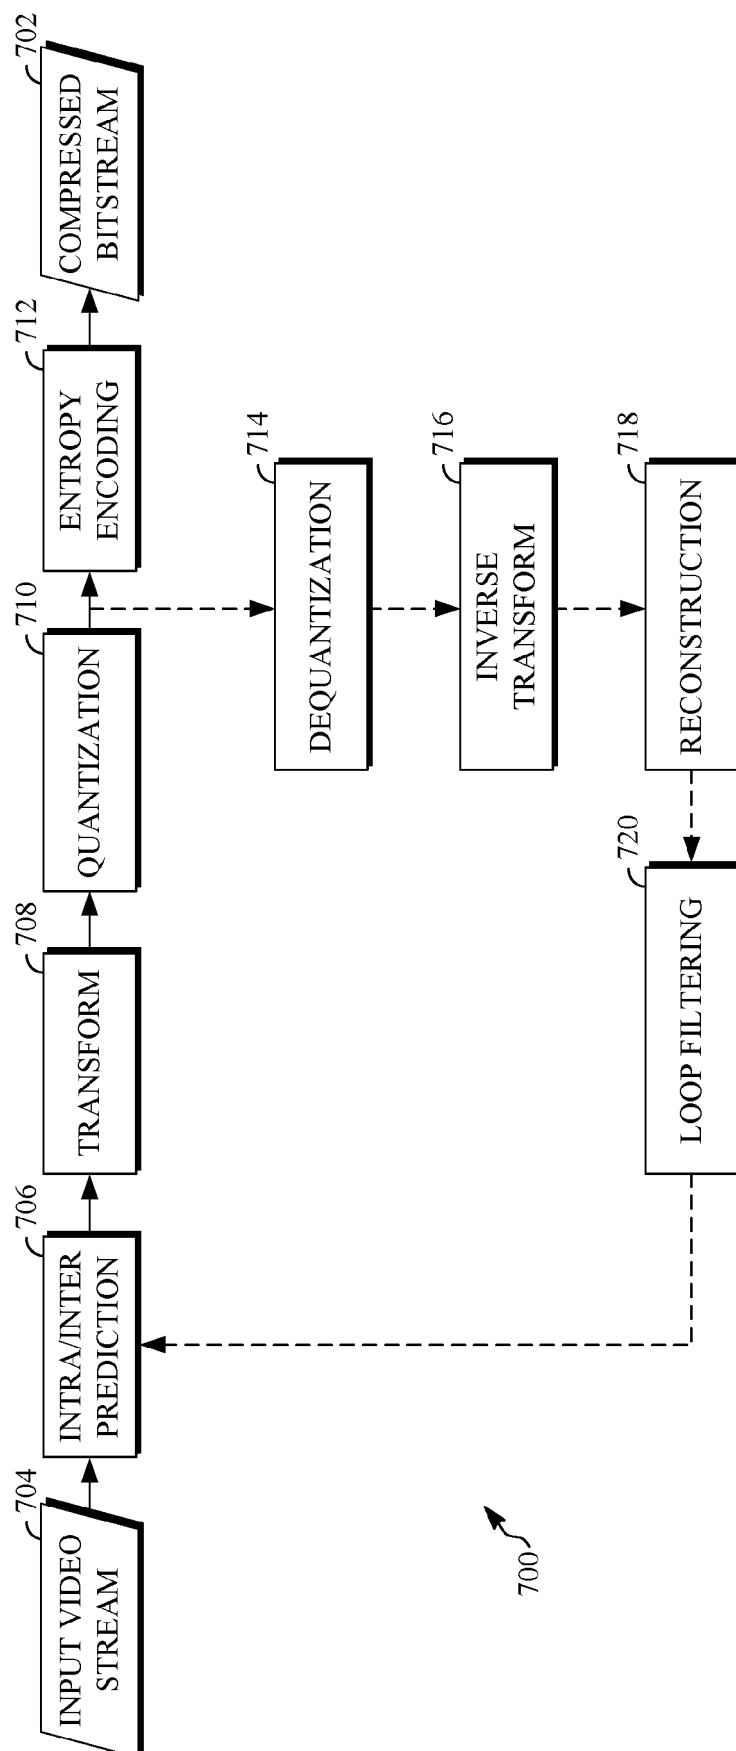 704
INPUT VIDEO
STREAM
706
INTRA/INTER
PREDICTION
708
TRANSFORM
710
QUANTIZATION
712
ENTROPY
ENCODING
702
COMPRESSED
BITSTREAM
714
DEQUANTIZATION
716
INVERSE
TRANSFORM
720
LOOP FILTERING
718
RECONSTRUCTION
700